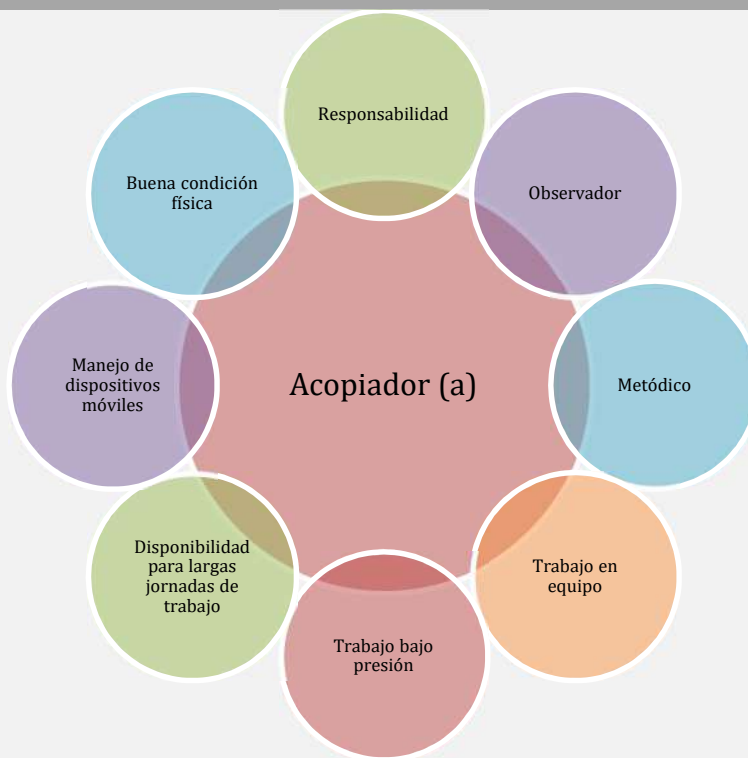 Responsabilidad
Observador
Metódico
Trabajo en
equipo
Trabajo bajo
presión
Disponibilidad
para largas
jornadas de
trabajo
Manejo de
dispositivos
móviles
Buena condición
física
Acopiador (a)